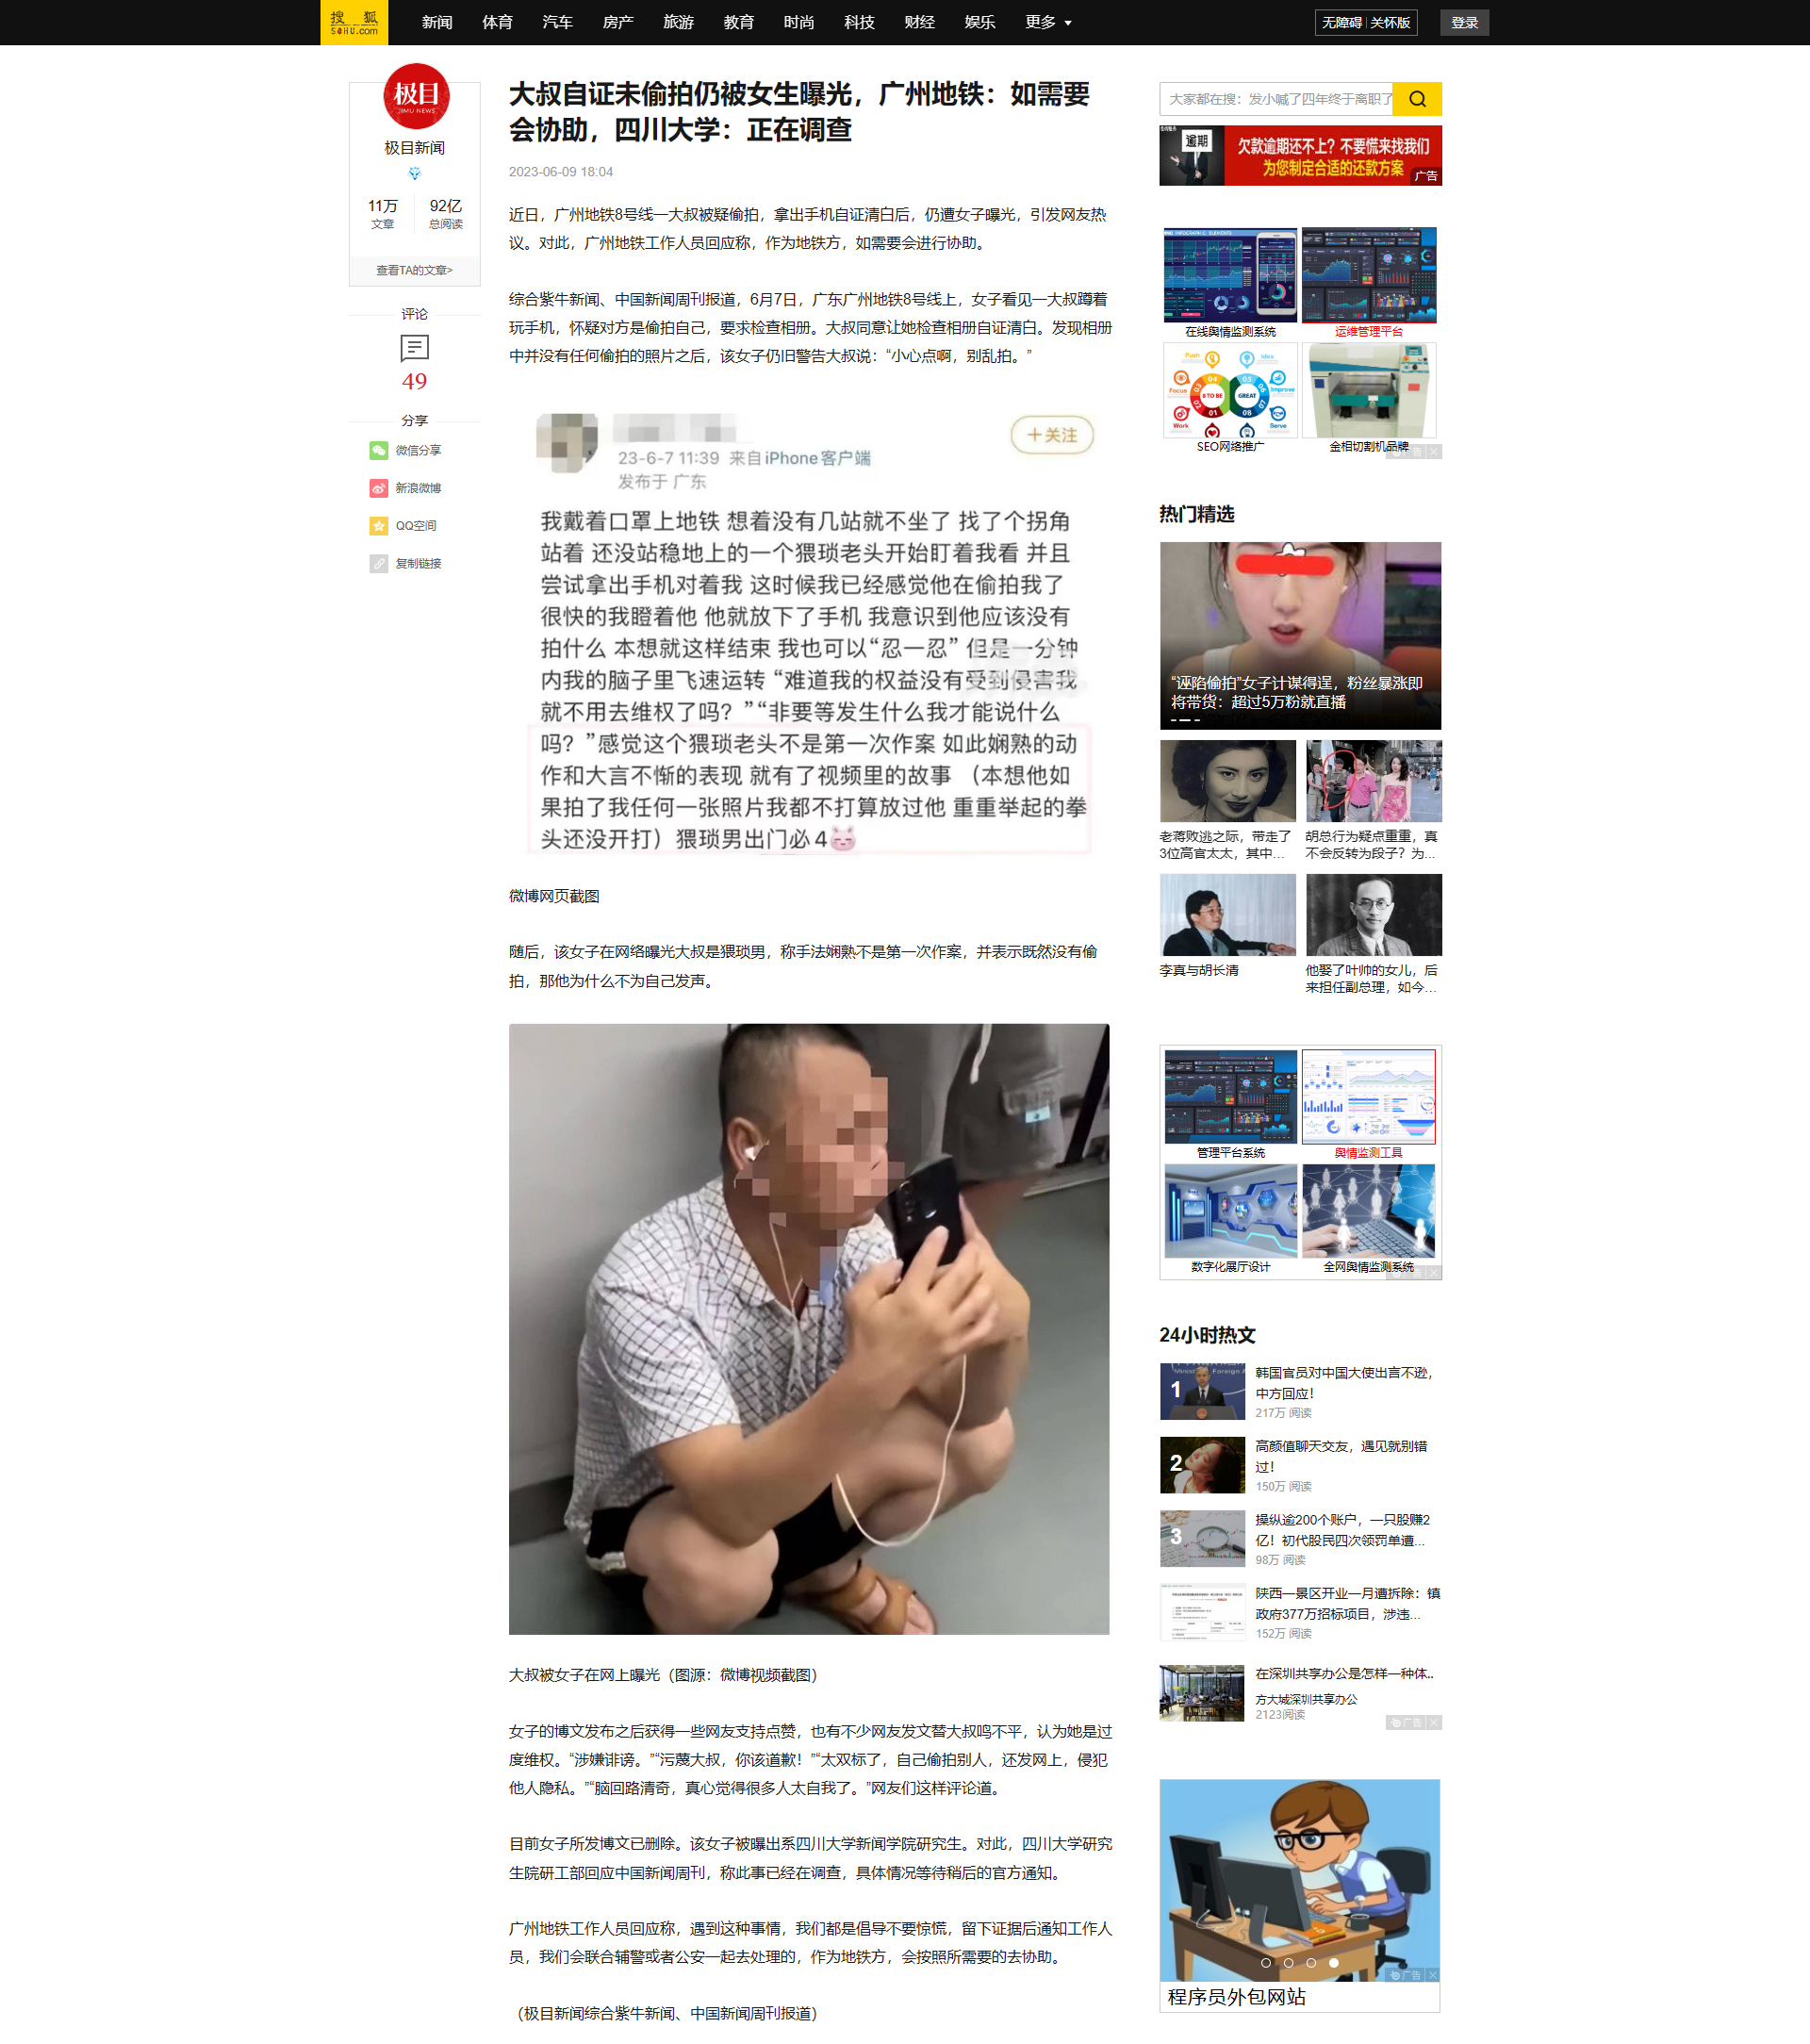 搜 狐
SOHU.com
新闻 体育 汽车 房产 旅游 教育 时尚 科技 财经 娱乐 更多
无障碍 | 关怀版
登录
极目
JIMU NEWS
极目新闻
11万 92亿
文章 总阅读
查看TA的文章>
评论
49
分享
微信分享
新浪微博
QQ空间
复制链接
大叔自证未偷拍仍被女生曝光，广州地铁：如需要
会协助，四川大学：正在调查
2023-06-09 18:04
近日，广州地铁8号线一大叔被疑偷拍，拿出手机自证清白后，仍遭女子曝光，引发网友热
议。对此，广州地铁工作人员回应称，作为地铁方，如需要会进行协助。
综合紫牛新闻、中国新闻周刊报道，6月7日，广东广州地铁8号线上，女子看见一大叔蹲着
玩手机，怀疑对方是偷拍自己，要求检查相册。大叔同意让她检查相册自证清白。发现相册
中并没有任何偷拍的照片之后，该女子仍旧警告大叔说：“小心点啊，别乱拍。”
+关注
23-6-7 11:39 来自iPhone客户端
发布于 广东
我戴着口罩上地铁 想着没有几站就不坐了 找了个拐角
站着 还没站稳地上的一个猥琐老头开始盯着我看 并且
尝试拿出手机对着我 这时候我已经感觉他在偷拍我了
很快的我瞪着他 他就放下了手机 我意识到他应该没有
拍什么 本想就这样结束 我也可以“忍一忍” 但是一分钟
内我的脑子里飞速运转 “难道我的权益没有受到侵害我
就不用去维权了吗？”“非要等发生什么我才能说什么
吗？”感觉这个猥琐老头不是第一次作案 如此娴熟的动
作和大言不惭的表现 就有了视频里的故事 （本想他如
果拍了我任何一张照片我都不打算放过他 重重举起的拳
头还没开打）猥琐男出门必4
微博网页截图
随后，该女子在网络曝光大叔是猥琐男，称手法娴熟不是第一次作案，并表示既然没有偷
拍，那他为什么不为自己发声。
大叔被女子在网上曝光（图源：微博视频截图）
女子的博文发布之后获得一些网友支持点赞，也有不少网友发文替大叔鸣不平，认为她是过
度维权。“涉嫌诽谤。”“污蔑大叔，你该道歉！”“太双标了，自己偷拍别人，还发网上，侵犯
他人隐私。”“脑回路清奇，真心觉得很多人太自我了。”网友们这样评论道。
目前女子所发博文已删除。该女子被曝出系四川大学新闻学院研究生。对此，四川大学研究
生院研工部回应中国新闻周刊，称此事已经在调查，具体情况等待稍后的官方通知。
广州地铁工作人员回应称，遇到这种事情，我们都是倡导不要惊慌，留下证据后通知工作人
员，我们会联合辅警或者公安一起去处理的，作为地铁方，会按照所需要的去协助。
（极目新闻综合紫牛新闻、中国新闻周刊报道）
大家都在搜：发小喊了四年终于离职了
逾期
欠款逾期还不上？不要慌来找我们
为您制定合适的还款方案
广告
在线舆情监测系统 运维管理平台
Push Idea
Focus Improve
Work Serve
8 TO BE GREAT
SEO网络推广 金相切割机品牌
广告
热门精选
“诬陷偷拍”女子计谋得逞，粉丝暴涨即
将带货：超过5万粉就直播
老蒋败逃之际，带走了
3位高官太太，其中...
胡总行为疑点重重，真
不会反转为段子？为...
李真与胡长清
他娶了叶帅的女儿，后
来担任副总理，如今...
管理平台系统 舆情监测工具
数字化展厅设计 全网舆情监测系统
广告
24小时热文
1
韩国官员对中国大使出言不逊，
中方回应！
217万 阅读
2
高颜值聊天交友，遇见就别错
过！
150万 阅读
3
操纵逾200个账户，一只股赚2
亿！初代股民四次领罚单遭...
98万 阅读
陕西一景区开业一月遭拆除：镇
政府377万招标项目，涉违...
152万 阅读
在深圳共享办公是怎样一种体..
方大城深圳共享办公
2123阅读
广告
广告
程序员外包网站